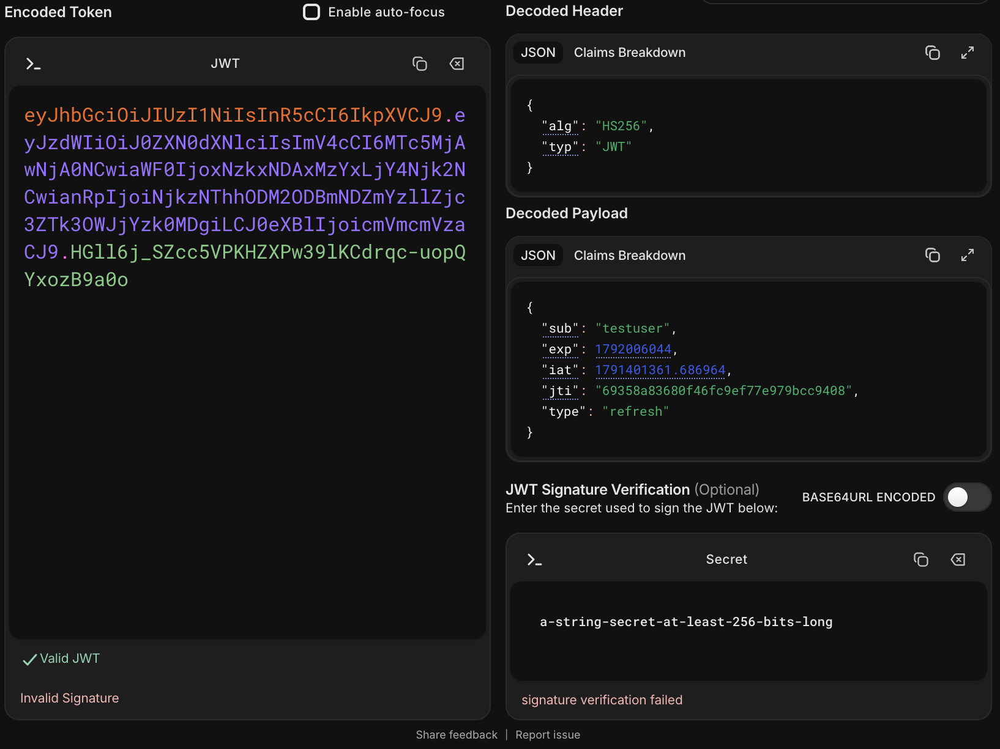 Encoded Token
Enable auto-focus
JWT
eyJhbGciOiJIUzI1NiIsInR5cCI6IkpXVCJ9.e
yJzdWIiOiJ0ZXN0dXNlciIsImV4cCI6MTc5MjA
wNjA0NCwiaWF0IjoxNzkxNDAxMzYxLjY4Njk2N
CwianRpIjoiNjkzNThhODM2ODBmNDZmYzllZjc
3ZTk3OWJjYzk0MDgiLCJ0eXBlIjoicmVmcmVza
CJ9.HGll6j_SZcc5VPKHZXPw39lKCdrqc-uopQ
YxozB9a0o
Valid JWT
Invalid Signature
Decoded Header
JSON Claims Breakdown
{
"alg": "HS256",
"typ": "JWT"
}
Decoded Payload
JSON Claims Breakdown
{
"sub": "testuser",
"exp": 1792006044,
"iat": 1791401361.686964,
"jti": "69358a83680f46fc9ef77e979bcc9408",
"type": "refresh"
}
JWT Signature Verification (Optional)
Enter the secret used to sign the JWT below:
BASE64URL ENCODED
Secret
a-string-secret-at-least-256-bits-long
signature verification failed
Share feedback | Report issue